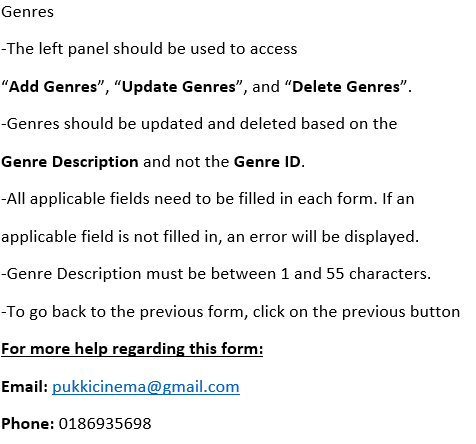 Genres
-The left panel should be used to access
“Add Genres”, “Update Genres”, and “Delete Genres”.
-Genres should be updated and deleted based on the
Genre Description and not the Genre ID.
-All applicable fields need to be filled in each form. If an
applicable field is not filled in, an error will be displayed.
-Genre Description must be between 1 and 55 characters.
-To go back to the previous form, click on the previous button
For more help regarding this form:
Email: pukkicinema@gmail.com
Phone: 0186935698